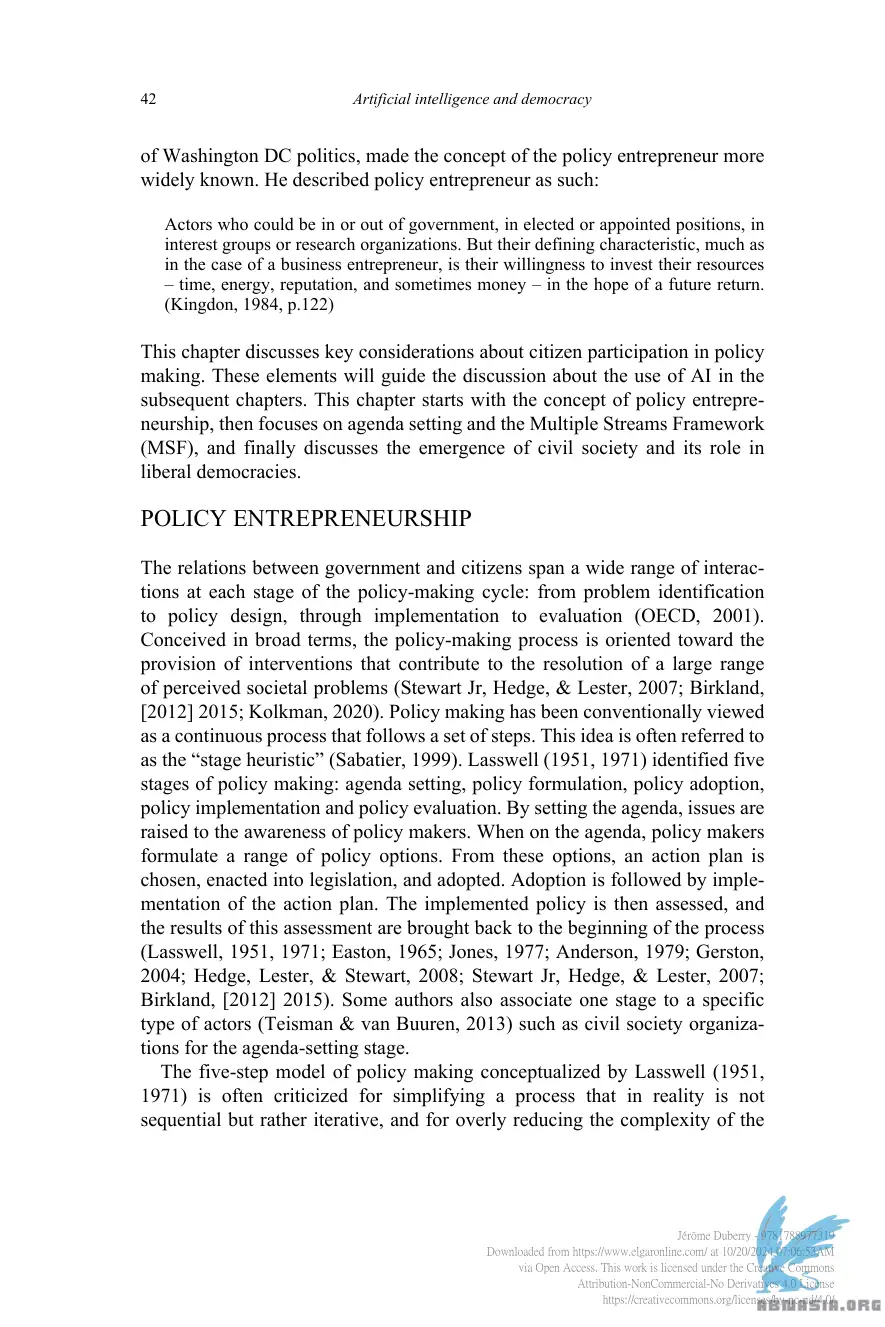 42
Artificial intelligence and democracy
of Washington DC politics, made the concept of the policy entrepreneur more
widely known. He described policy entrepreneur as such:
Actors who could be in or out of government, in elected or appointed positions, in
interest groups or research organizations. But their defining characteristic, much as
in the case of a business entrepreneur, is their willingness to invest their resources
– time, energy, reputation, and sometimes money – in the hope of a future return.
(Kingdon, 1984, p.122)
This chapter discusses key considerations about citizen participation in policy
making. These elements will guide the discussion about the use of AI in the
subsequent chapters. This chapter starts with the concept of policy entrepre-
neurship, then focuses on agenda setting and the Multiple Streams Framework
(MSF), and finally discusses the emergence of civil society and its role in
liberal democracies.
POLICY ENTREPRENEURSHIP
The relations between government and citizens span a wide range of interac-
tions at each stage of the policy-making cycle: from problem identification
to policy design, through implementation to evaluation (OECD, 2001).
Conceived in broad terms, the policy-making process is oriented toward the
provision of interventions that contribute to the resolution of a large range
of perceived societal problems (Stewart Jr, Hedge, & Lester, 2007; Birkland,
[2012] 2015; Kolkman, 2020). Policy making has been conventionally viewed
as a continuous process that follows a set of steps. This idea is often referred to
as the “stage heuristic” (Sabatier, 1999). Lasswell (1951, 1971) identified five
stages of policy making: agenda setting, policy formulation, policy adoption,
policy implementation and policy evaluation. By setting the agenda, issues are
raised to the awareness of policy makers. When on the agenda, policy makers
formulate a range of policy options. From these options, an action plan is
chosen, enacted into legislation, and adopted. Adoption is followed by imple-
mentation of the action plan. The implemented policy is then assessed, and
the results of this assessment are brought back to the beginning of the process
(Lasswell, 1951, 1971; Easton, 1965; Jones, 1977; Anderson, 1979; Gerston,
2004; Hedge, Lester, & Stewart, 2008; Stewart Jr, Hedge, & Lester, 2007;
Birkland, [2012] 2015). Some authors also associate one stage to a specific
type of actors (Teisman & van Buuren, 2013) such as civil society organiza-
tions for the agenda-setting stage.
The five-step model of policy making conceptualized by Lasswell (1951,
1971) is often criticized for simplifying a process that in reality is not
sequential but rather iterative, and for overly reducing the complexity of the
Jérôme Duberry - 9781788977319
Downloaded from https://www.elgaronline.com/ at 10/20/2024 07:06:53AM
via Open Access. This work is licensed under the Creative Commons
Attribution-NonCommercial-No Derivatives 4.0 License
https://creativecommons.org/licenses/by-nc-nd/4.0/
ABTWASIA.ORG